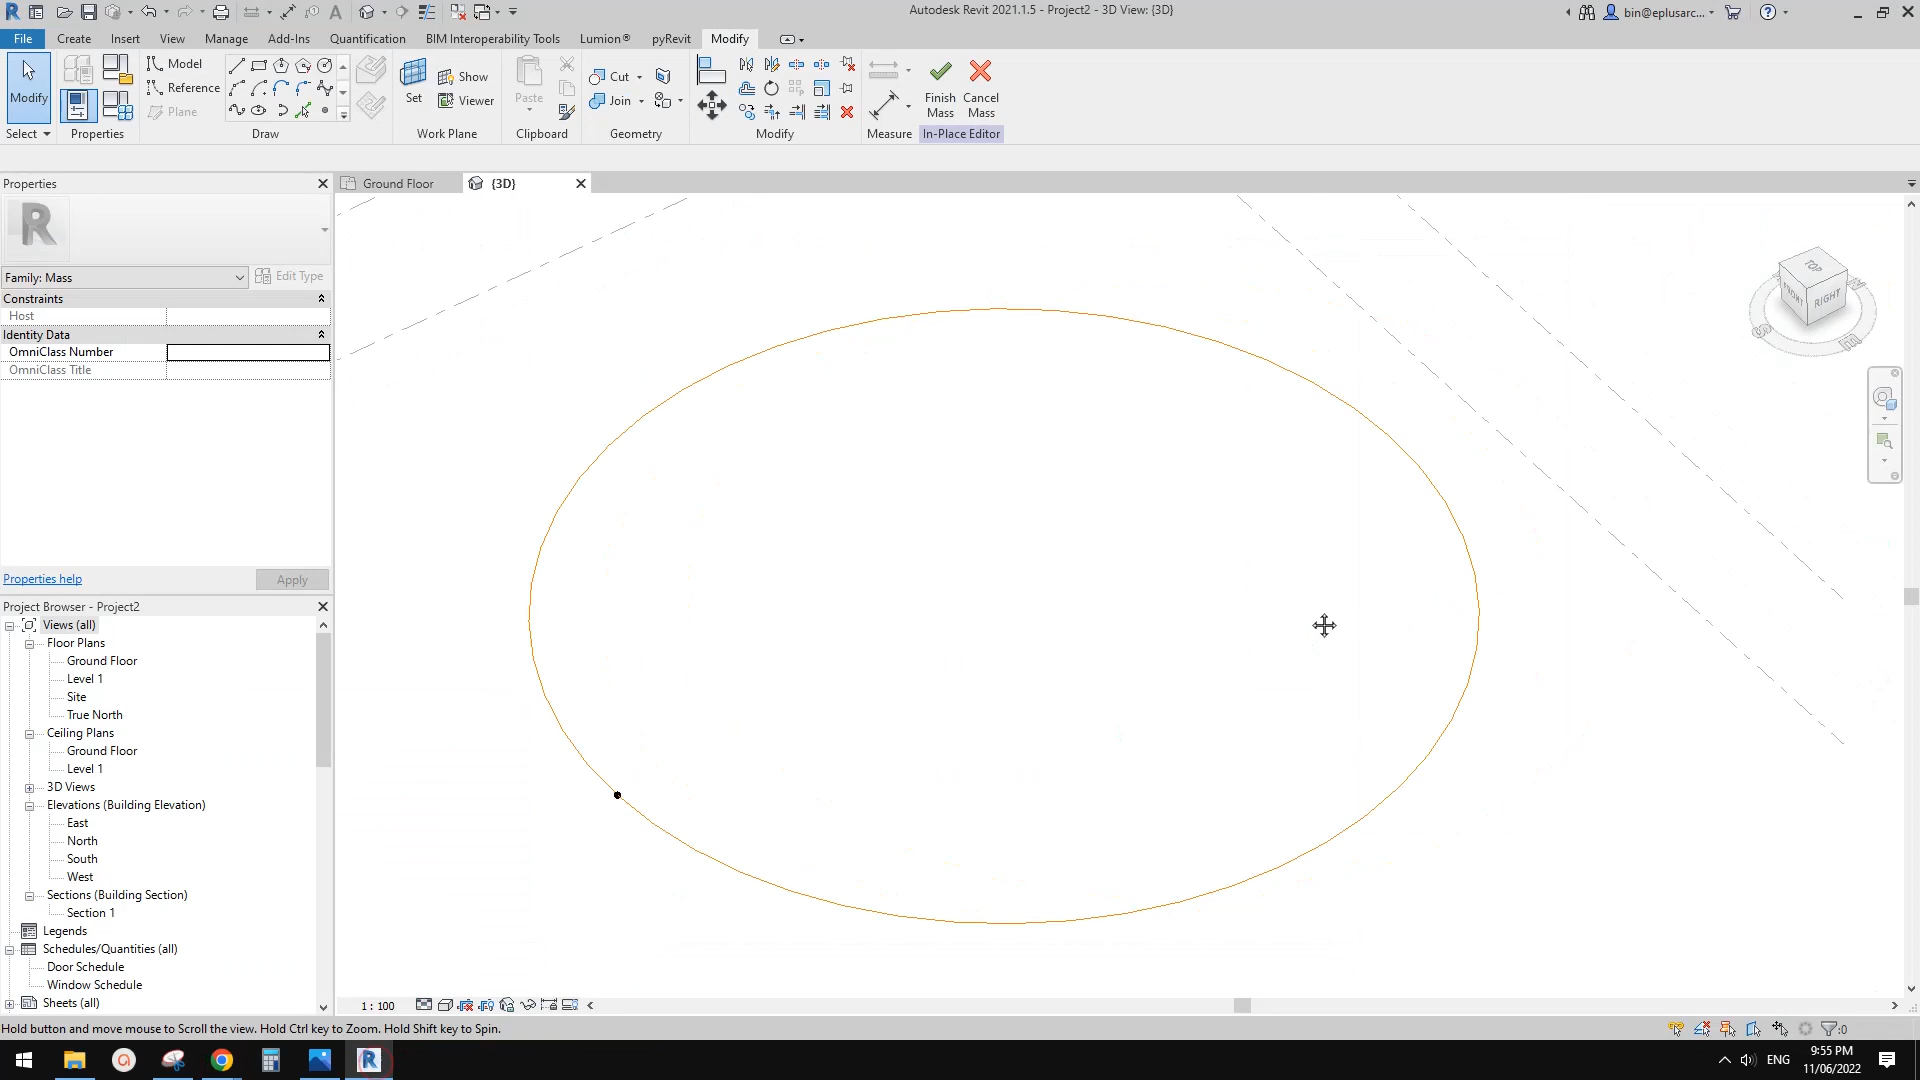 Autodesk Revit 2021.1.5 - Project2 - 3D View: {3D}
bin@eplusarc...
File Create Insert View Manage Add-Ins Quantification BIM Interoperability Tools Lumion® pyRevit Modify
Modify
Model
Reference
Plane
Set
Show
Viewer
Paste
Cut
Join
Finish Mass
Cancel Mass
Select Properties Draw Work Plane Clipboard Geometry Modify Measure In-Place Editor
Properties
Ground Floor
{3D}
R
Family: Mass
Edit Type
Constraints
Host
Identity Data
OmniClass Number
OmniClass Title
Properties help
Apply
Project Browser - Project2
Views (all)
Floor Plans
Ground Floor
Level 1
Site
True North
Ceiling Plans
Ground Floor
Level 1
3D Views
Elevations (Building Elevation)
East
North
South
West
Sections (Building Section)
Section 1
Legends
Schedules/Quantities (all)
Door Schedule
Window Schedule
Sheets (all)
TOP
FRONT
RIGHT
S
E
1 : 100
Hold button and move mouse to Scroll the view. Hold Ctrl key to Zoom. Hold Shift key to Spin.
:0
ENG
9:55 PM
11/06/2022